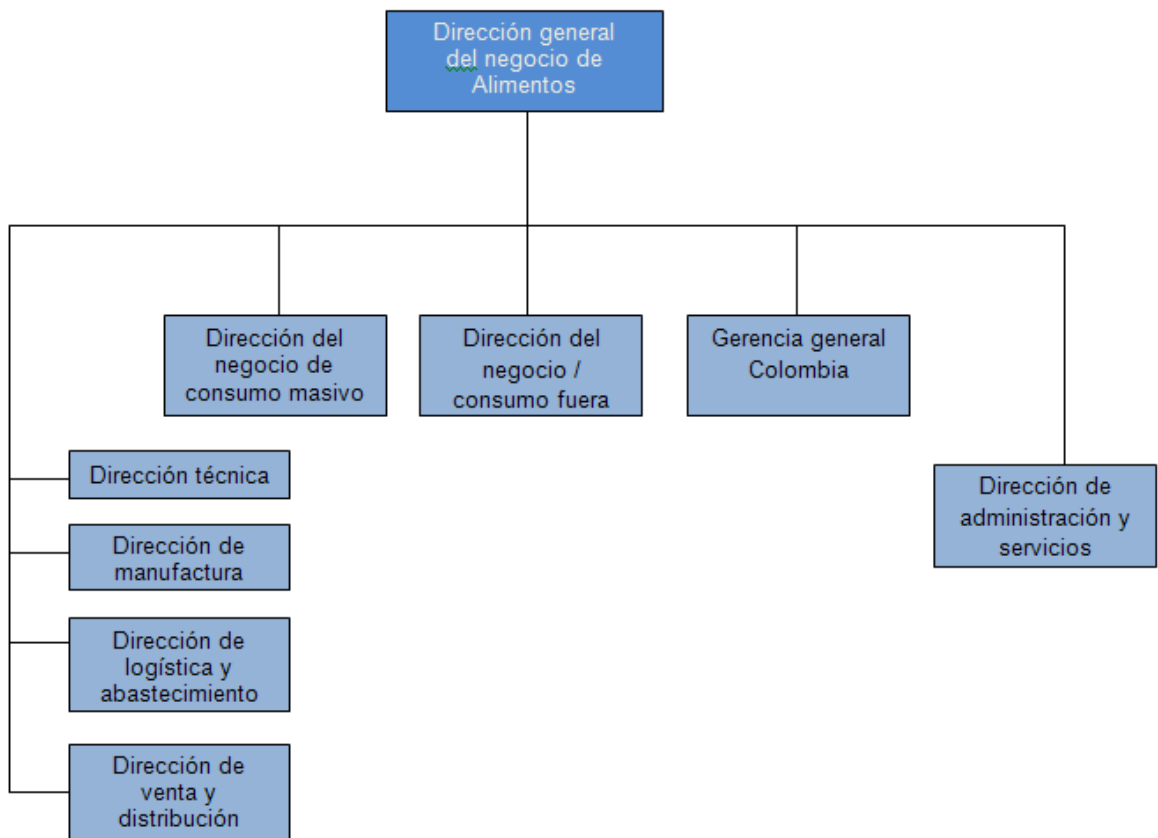 Dirección general
del negocio de
Alimentos
Dirección del
negocio de
consumo masivo
Dirección del
negocio /
consumo fuera
Gerencia general
Colombia
Dirección técnica
Dirección de
manufactura
Dirección de
logística y
abastecimiento
Dirección de
venta y
distribución
Dirección de
administración y
servicios